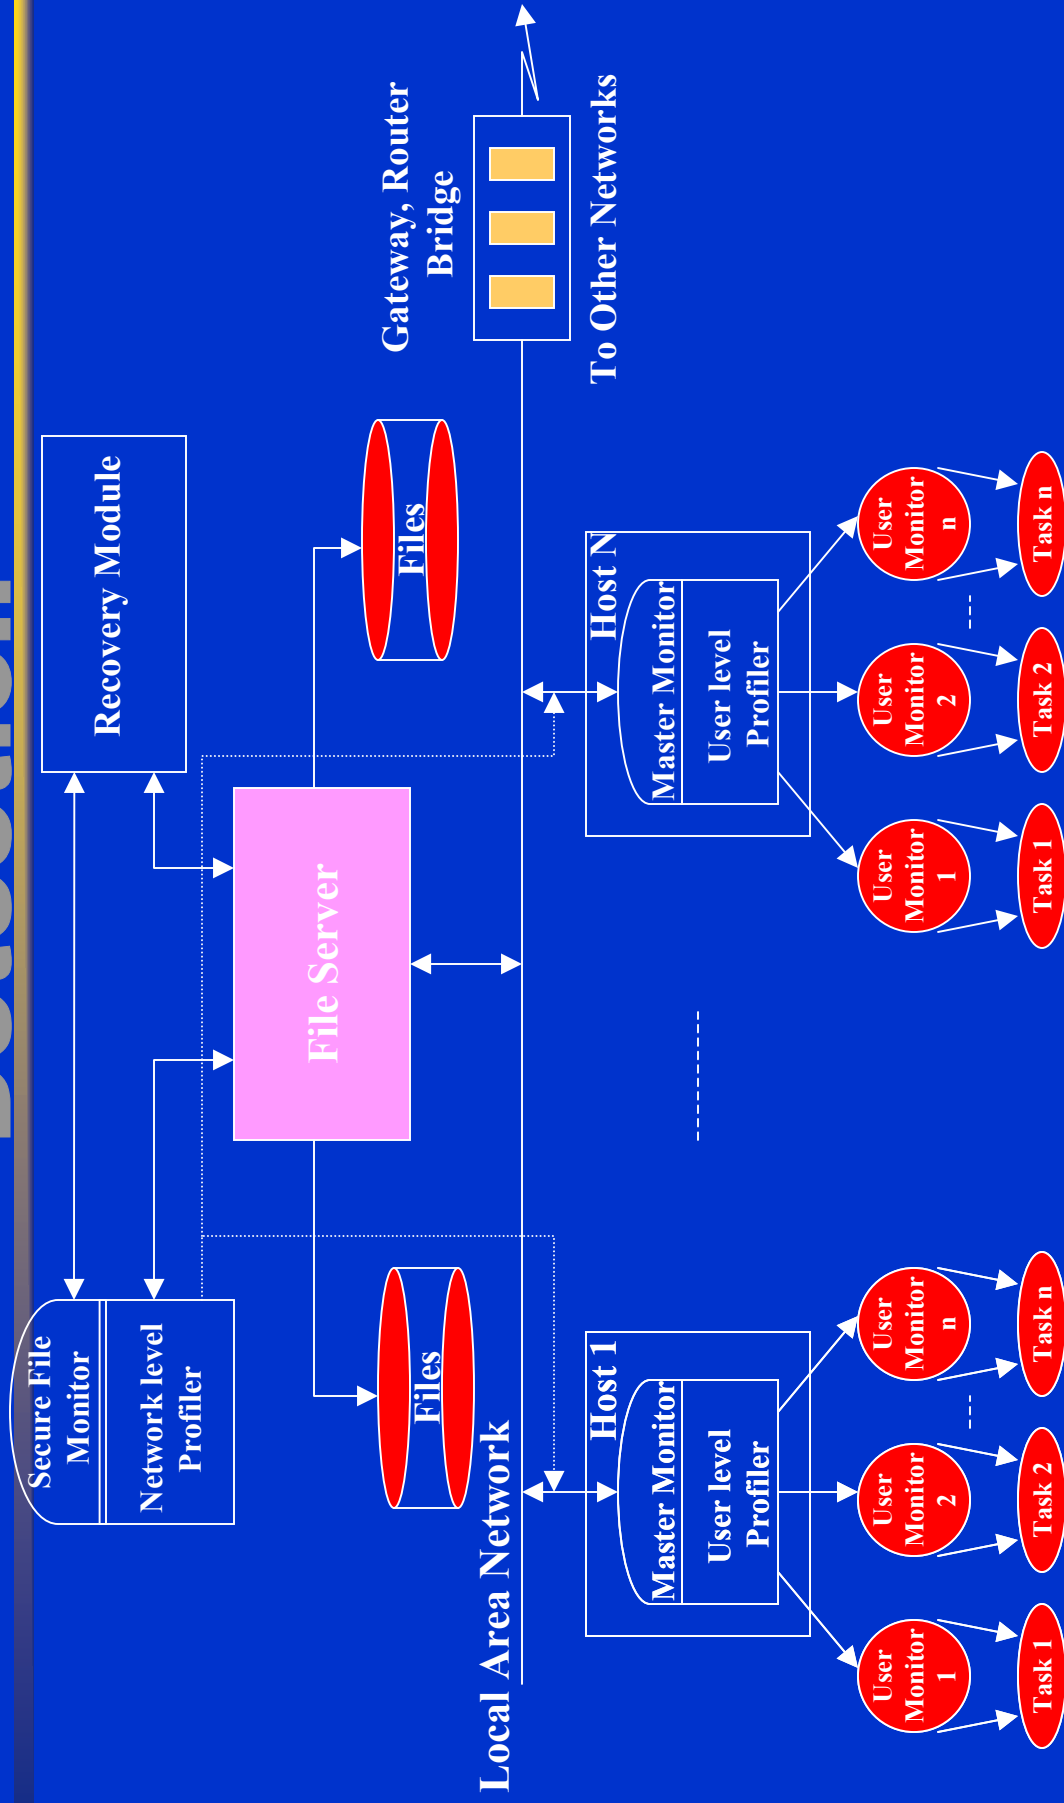 Secure File
Monitor
Network level
Profiler
Recovery Module
File Server
Files
Files
Gateway, Router
Bridge
Local Area Network
To Other Networks
Host 1
Master Monitor
User level
Profiler
Host N
Master Monitor
User level
Profiler
User
Monitor
1
User
Monitor
2
User
Monitor
n
User
Monitor
1
User
Monitor
2
User
Monitor
n
Task 1
Task 2
Task n
Task 1
Task 2
Task n